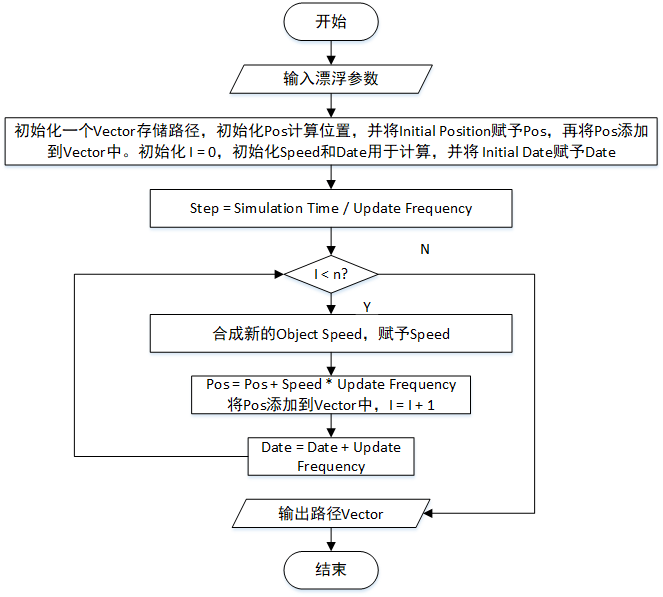 开始
输入漂浮参数
初始化一个Vector存储路径，初始化Pos计算位置，并将Initial Position赋予Pos，再将Pos添加
到Vector中。初始化 I = 0，初始化Speed和Date用于计算，并将 Initial Date赋予Date
Step = Simulation Time / Update Frequency
N
I < n?
Y
合成新的Object Speed，赋予Speed
Pos = Pos + Speed * Update Frequency
将Pos添加到Vector中，I = I + 1
Date = Date + Update
Frequency
输出路径Vector
结束